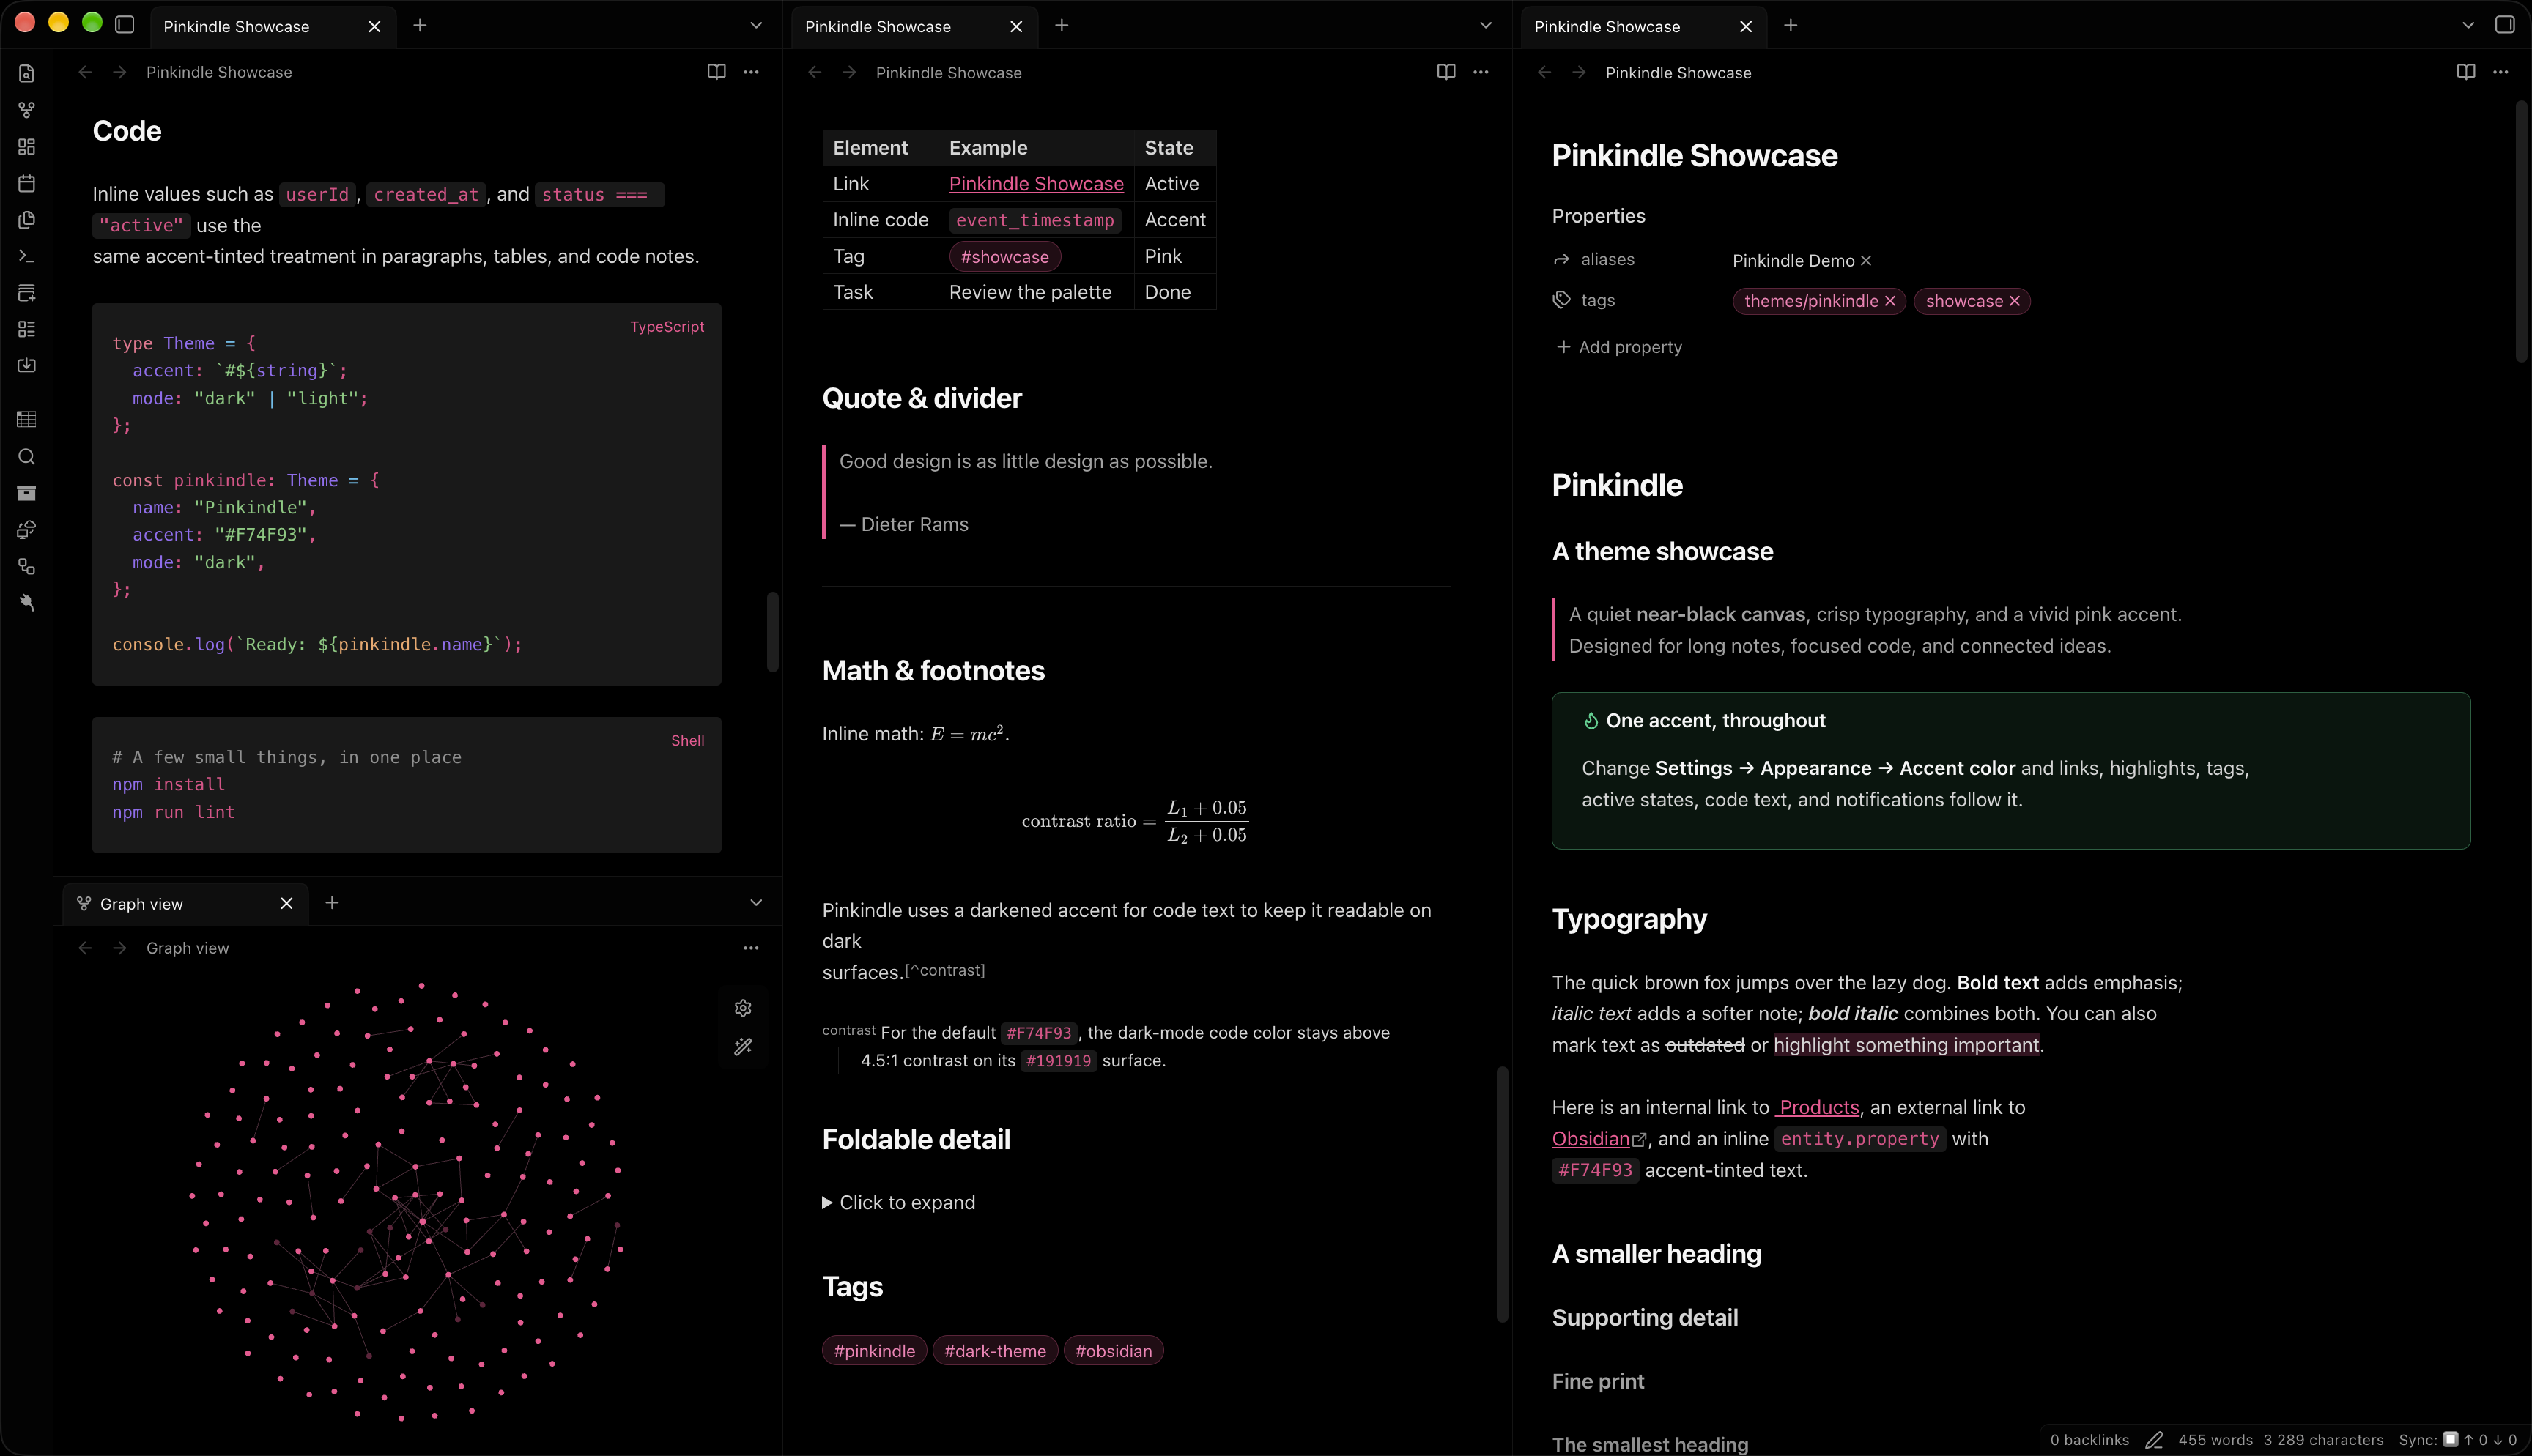 Pinkindle Showcase
Pinkindle Showcase
Code
Inline values such as userId, created_at, and status ===
"active" use the
same accent-tinted treatment in paragraphs, tables, and code notes.
TypeScript
type Theme = {
  accent: `#${string}`;
  mode: "dark" | "light";
};
const pinkindle: Theme = {
  name: "Pinkindle",
  accent: "#F74F93",
  mode: "dark",
};
console.log(`Ready: ${pinkindle.name}`);
Shell
# A few small things, in one place
npm install
npm run lint
Graph view
Graph view
Pinkindle Showcase
Pinkindle Showcase
Element Example State
Link Pinkindle Showcase Active
Inline code event_timestamp Accent
Tag #showcase Pink
Task Review the palette Done
Quote & divider
Good design is as little design as possible.
— Dieter Rams
Math & footnotes
Inline math: E = mc².
contrast ratio = (L₁ + 0.05) / (L₂ + 0.05)
Pinkindle uses a darkened accent for code text to keep it readable on
dark
surfaces.[^contrast]
contrast For the default #F74F93, the dark-mode code color stays above
4.5:1 contrast on its #191919 surface.
Foldable detail
Click to expand
Tags
#pinkindle #dark-theme #obsidian
Pinkindle Showcase
Pinkindle Showcase
Pinkindle Showcase
Properties
aliases Pinkindle Demo
tags themes/pinkindle showcase
Add property
Pinkindle
A theme showcase
A quiet near-black canvas, crisp typography, and a vivid pink accent.
Designed for long notes, focused code, and connected ideas.
One accent, throughout
Change Settings → Appearance → Accent color and links, highlights, tags,
active states, code text, and notifications follow it.
Typography
The quick brown fox jumps over the lazy dog. Bold text adds emphasis;
italic text adds a softer note; bold italic combines both. You can also
mark text as outdated or highlight something important.
Here is an internal link to Products, an external link to
Obsidian, and an inline entity.property with
#F74F93 accent-tinted text.
A smaller heading
Supporting detail
Fine print
The smallest heading
0 backlinks 455 words 3 289 characters Sync: ↑ 0 ↓ 0